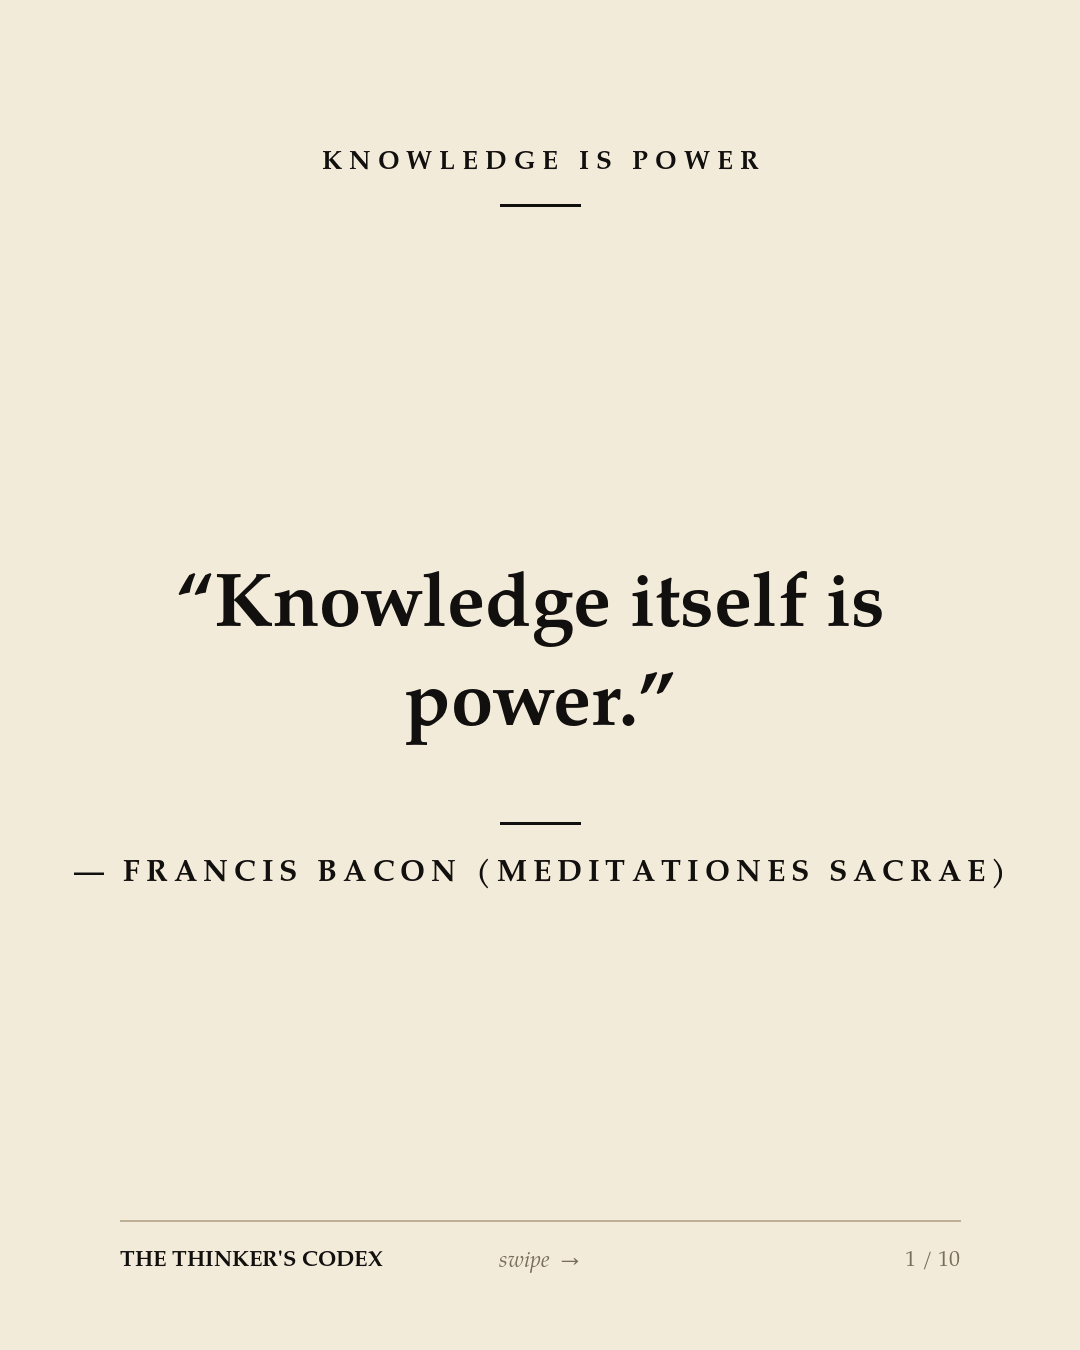 KNOWLEDGE IS POWER
“Knowledge itself is
power.”
— FRANCIS BACON (MEDITATIONES SACRAE)
THE THINKER'S CODEX
swipe →
1 / 10